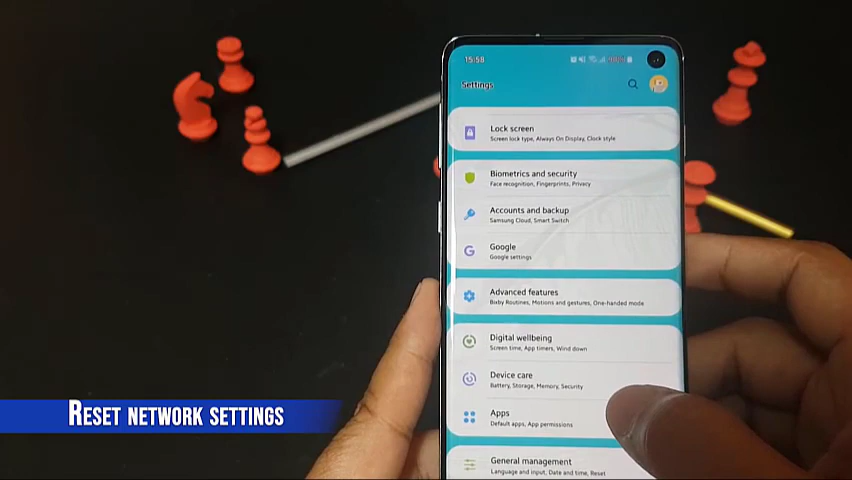 15:58
Settings
Lock screen
Screen lock type, Always On Display, Clock style
Biometrics and security
Face recognition, Fingerprints, Privacy
Accounts and backup
Samsung Cloud, Smart Switch
Google
Google settings
Advanced features
Bixby Routines, Motions and gestures, One-handed mode
Digital wellbeing
Screen time, App timers, Wind down
Device care
Battery, Storage, Memory, Security
Apps
Default apps, App permissions
General management
Language and input, Date and time, Reset
RESET NETWORK SETTINGS